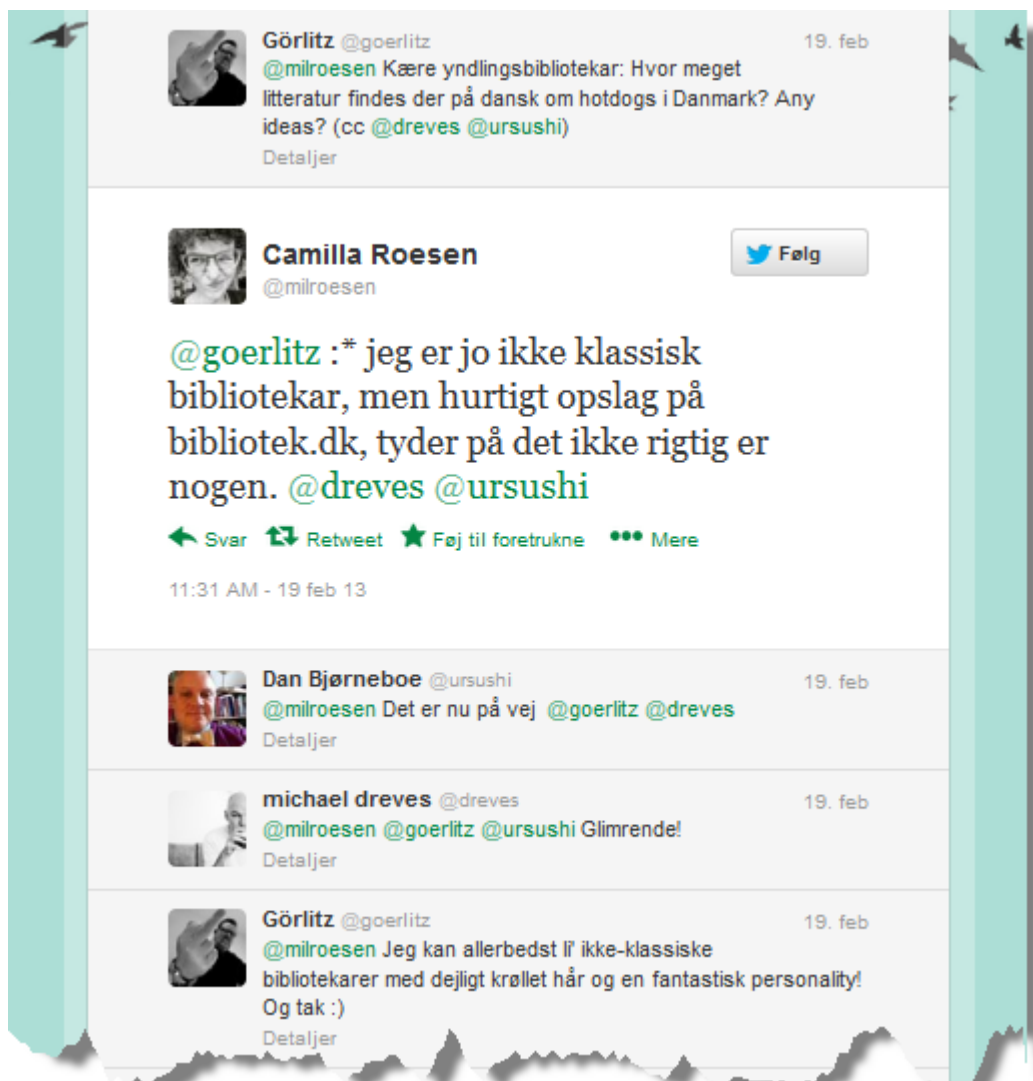 Görlitz @goerlitz 19. feb
@milroesen Kære yndlingsbibliotekar: Hvor meget
litteratur findes der på dansk om hotdogs i Danmark? Any
ideas? (cc @dreves @ursushi)
Detaljer
Camilla Roesen
Følg
@milroesen
@goerlitz :* jeg er jo ikke klassisk
bibliotekar, men hurtigt opslag på
bibliotek.dk, tyder på det ikke rigtig er
nogen. @dreves @ursushi
Svar Retweet Føj til foretrukne Mere
11:31 AM - 19 feb 13
Dan Bjørneboe @ursushi 19. feb
@milroesen Det er nu på vej @goerlitz @dreves
Detaljer
michael dreves @dreves 19. feb
@milroesen @goerlitz @ursushi Glimrende!
Detaljer
Görlitz @goerlitz 19. feb
@milroesen Jeg kan allerbedst li' ikke-klassiske
bibliotekarer med dejligt krøllet hår og en fantastisk personality!
Og tak :)
Detaljer